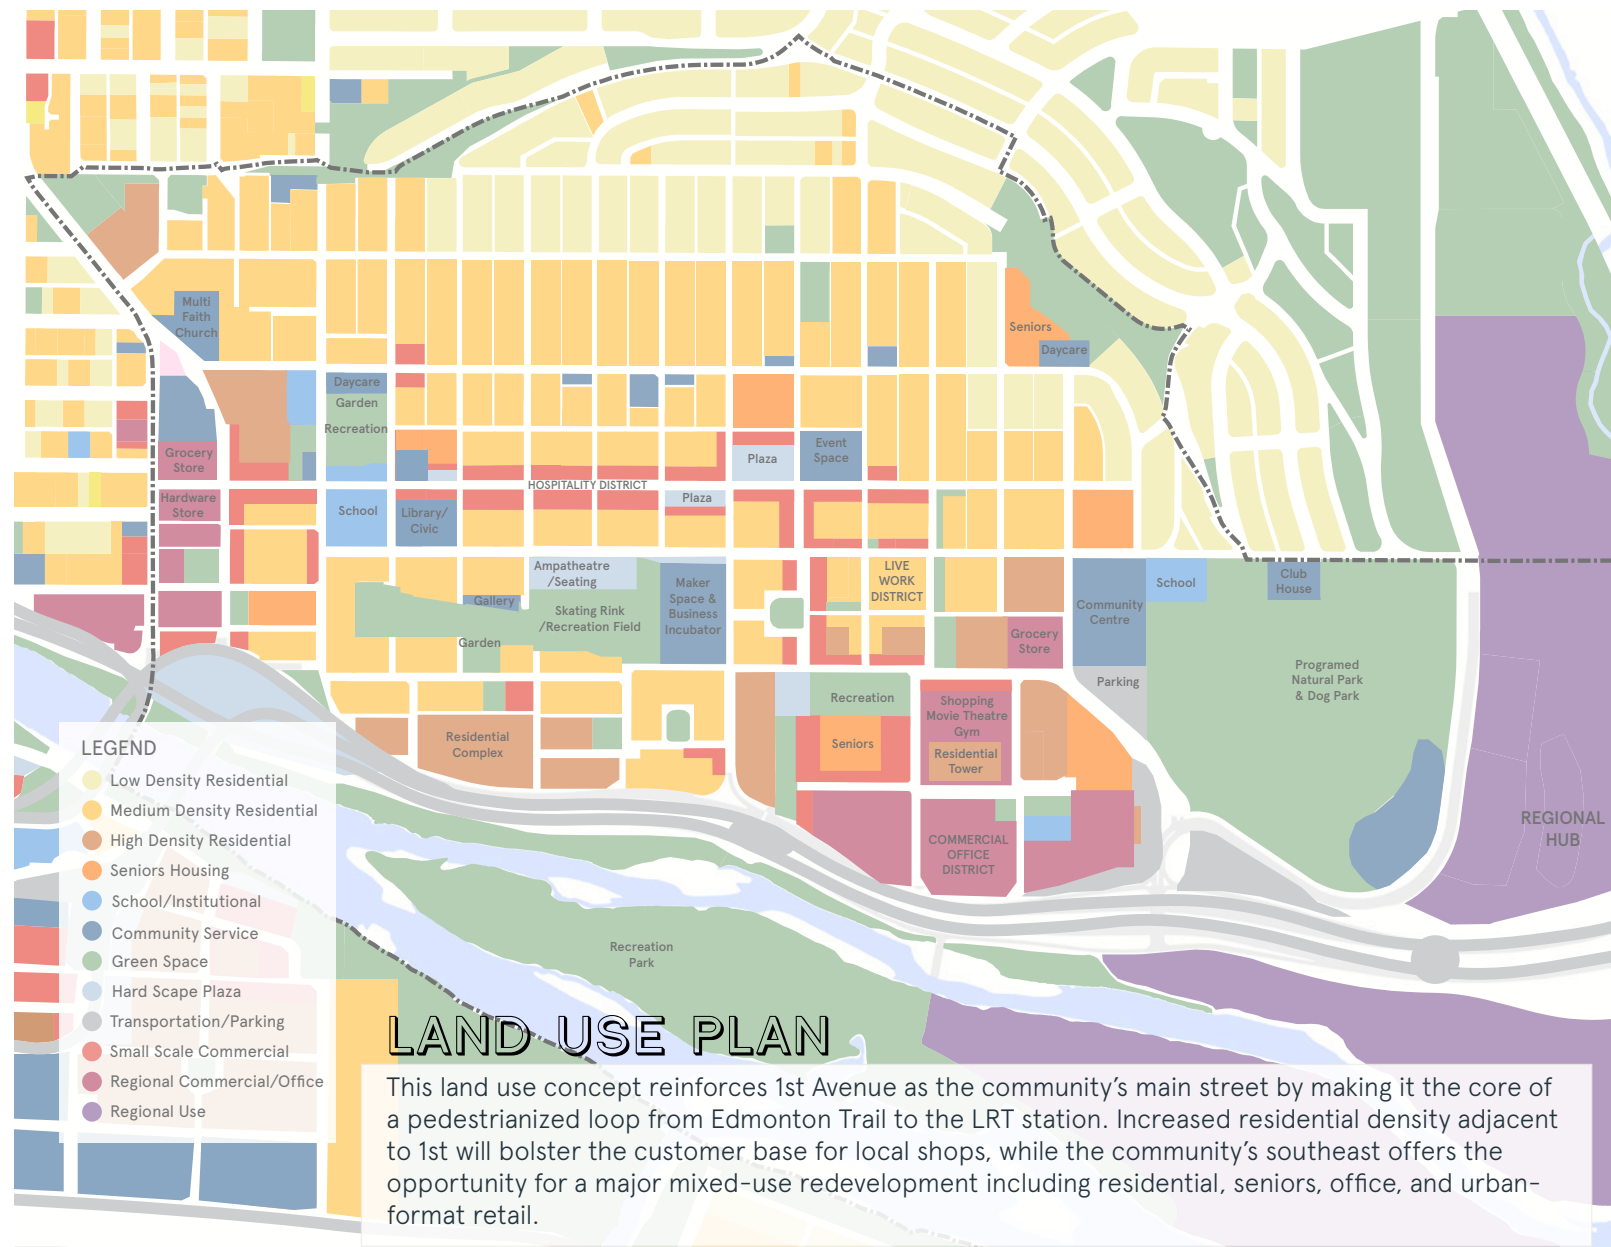 Multi
Faith
Church
Seniors
Daycare
Daycare
Garden
Recreation
Grocery
Store
Plaza
Event
Space
HOSPITALITY DISTRICT
Hardware
Store
School
Library/
Civic
Plaza
Ampatheatre
/Seating
Gallery
Skating Rink
/Recreation Field
Garden
Maker
Space &
Business
Incubator
LIVE
WORK
DISTRICT
Grocery
Store
Community
Centre
School
Club
House
Parking
Programed
Natural Park
& Dog Park
Residential
Complex
Recreation
Seniors
Shopping
Movie Theatre
Gym
Residential
Tower
COMMERCIAL
OFFICE
DISTRICT
REGIONAL
HUB
Recreation
Park
LEGEND
Low Density Residential
Medium Density Residential
High Density Residential
Seniors Housing
School/Institutional
Community Service
Green Space
Hard Scape Plaza
Transportation/Parking
Small Scale Commercial
Regional Commercial/Office
Regional Use
LAND USE PLAN
This land use concept reinforces 1st Avenue as the community's main street by making it the core of
a pedestrianized loop from Edmonton Trail to the LRT station. Increased residential density adjacent
to 1st will bolster the customer base for local shops, while the community's southeast offers the
opportunity for a major mixed-use redevelopment including residential, seniors, office, and urban-
format retail.